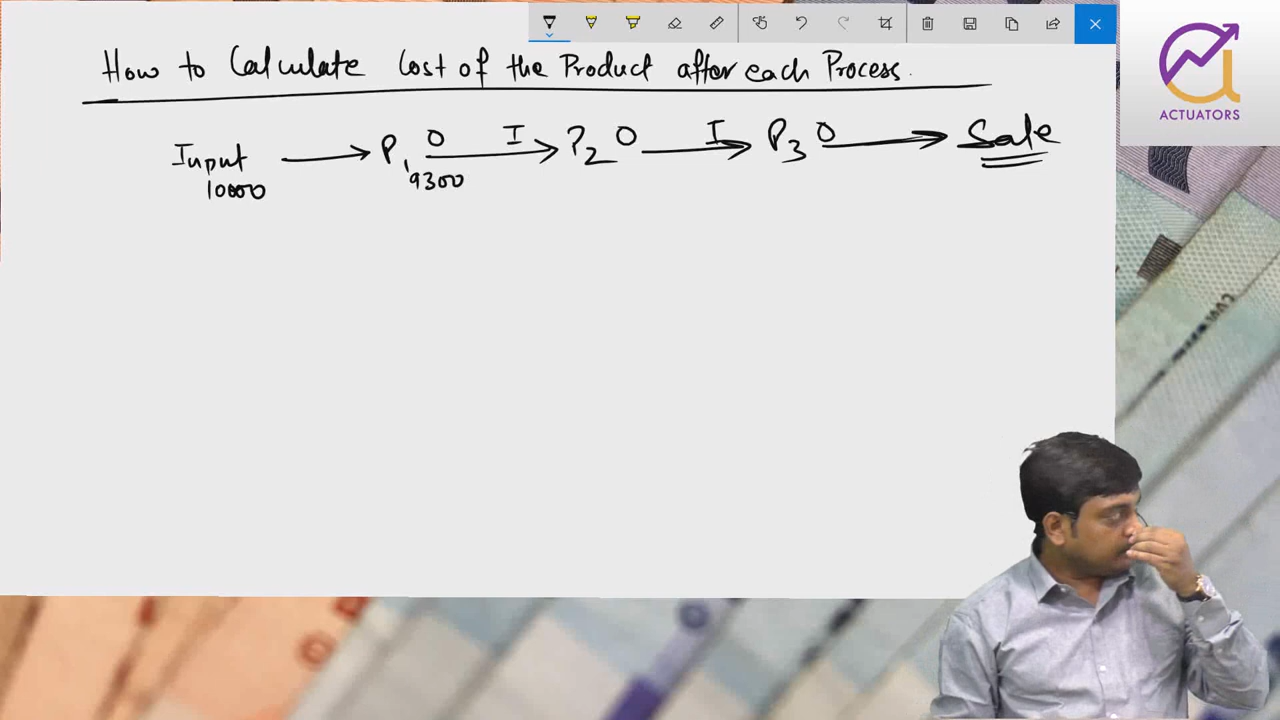 How to Calculate Cost of the Product after each Process.
Input → P1 O I → P2 O I → P3 O → Sale
10000 9300
ACTUATORS